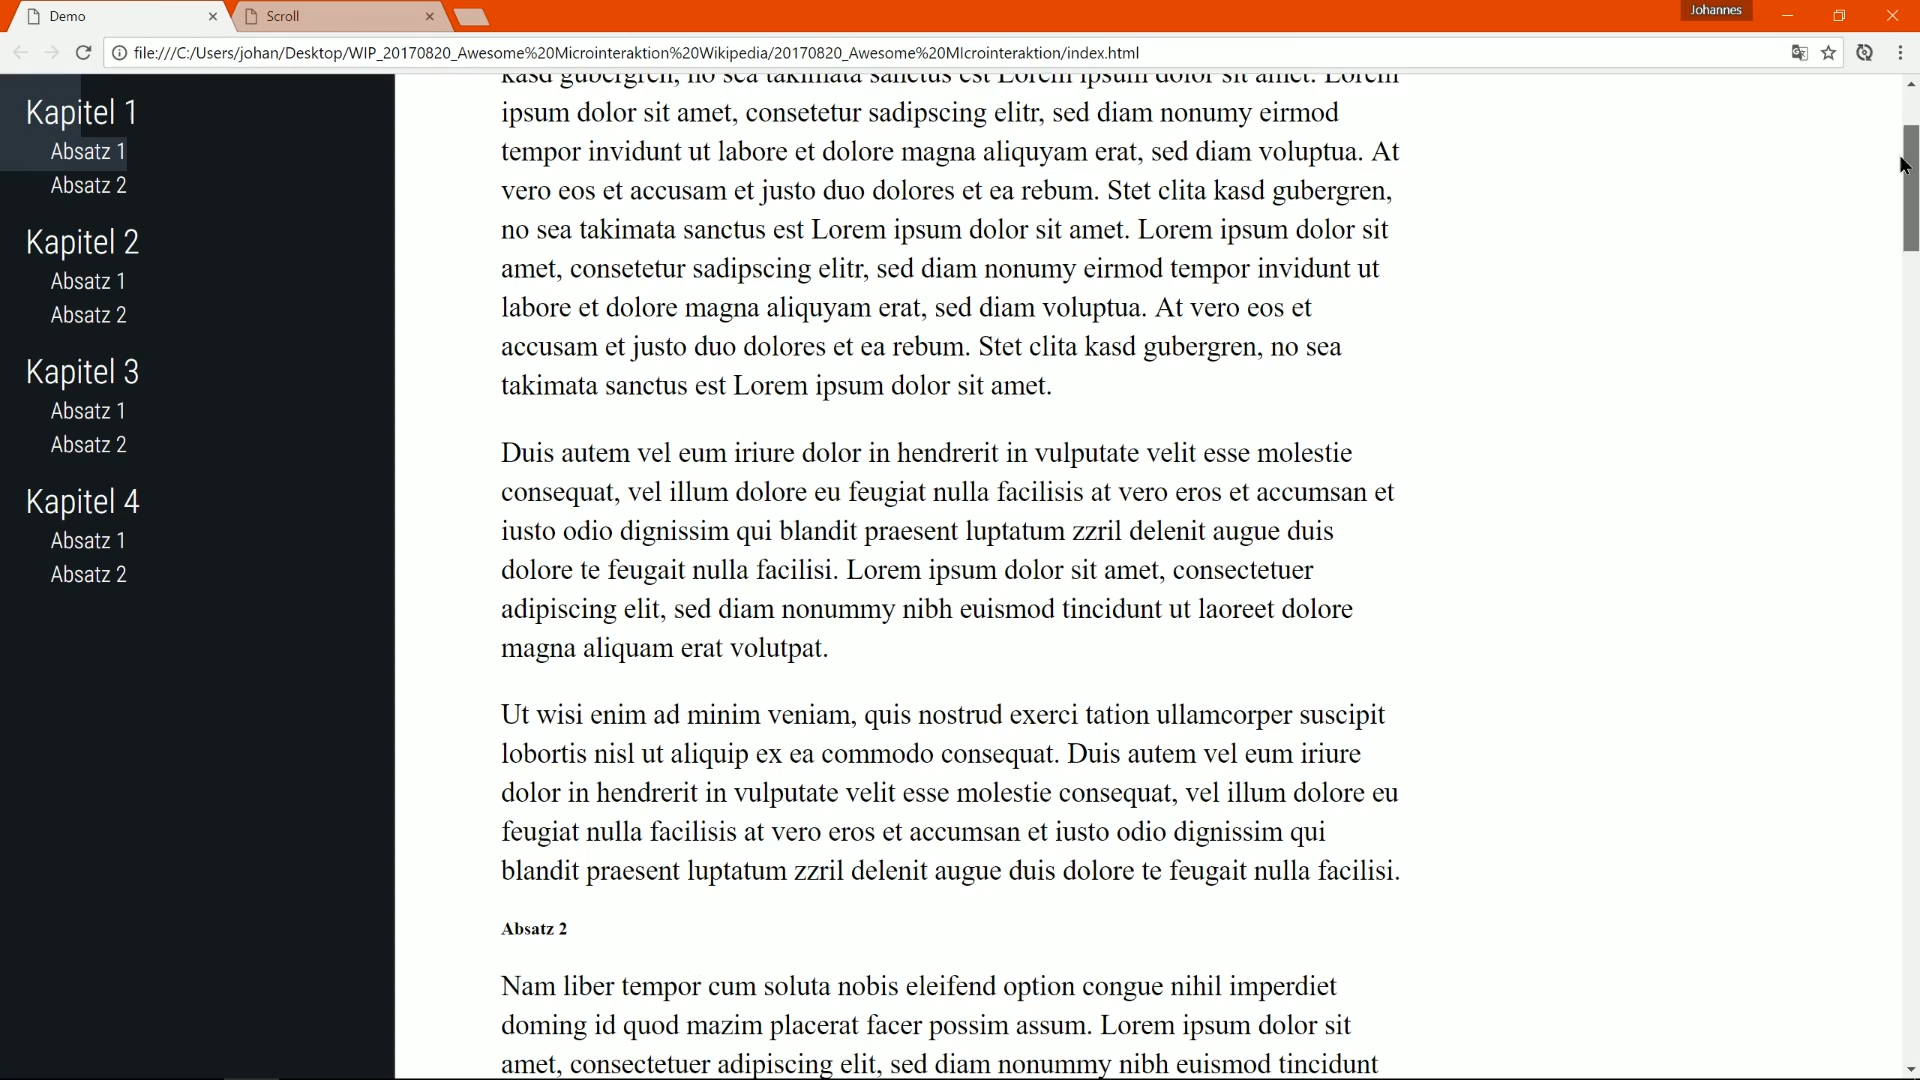 Demo
Scroll
Johannes
file:///C:/Users/johan/Desktop/WIP_20170820_Awesome%20Microinteraktion%20Wikipedia/20170820_Awesome%20MIcrointeraktion/index.html
Kapitel 1
Absatz 1
Absatz 2
Kapitel 2
Absatz 1
Absatz 2
Kapitel 3
Absatz 1
Absatz 2
Kapitel 4
Absatz 1
Absatz 2
kasd gubergren, no sea takimata sanctus est Lorem ipsum dolor sit amet. Lorem
ipsum dolor sit amet, consetetur sadipscing elitr, sed diam nonumy eirmod
tempor invidunt ut labore et dolore magna aliquyam erat, sed diam voluptua. At
vero eos et accusam et justo duo dolores et ea rebum. Stet clita kasd gubergren,
no sea takimata sanctus est Lorem ipsum dolor sit amet. Lorem ipsum dolor sit
amet, consetetur sadipscing elitr, sed diam nonumy eirmod tempor invidunt ut
labore et dolore magna aliquyam erat, sed diam voluptua. At vero eos et
accusam et justo duo dolores et ea rebum. Stet clita kasd gubergren, no sea
takimata sanctus est Lorem ipsum dolor sit amet.
Duis autem vel eum iriure dolor in hendrerit in vulputate velit esse molestie
consequat, vel illum dolore eu feugiat nulla facilisis at vero eros et accumsan et
iusto odio dignissim qui blandit praesent luptatum zzril delenit augue duis
dolore te feugait nulla facilisi. Lorem ipsum dolor sit amet, consectetuer
adipiscing elit, sed diam nonummy nibh euismod tincidunt ut laoreet dolore
magna aliquam erat volutpat.
Ut wisi enim ad minim veniam, quis nostrud exerci tation ullamcorper suscipit
lobortis nisl ut aliquip ex ea commodo consequat. Duis autem vel eum iriure
dolor in hendrerit in vulputate velit esse molestie consequat, vel illum dolore eu
feugiat nulla facilisis at vero eros et accumsan et iusto odio dignissim qui
blandit praesent luptatum zzril delenit augue duis dolore te feugait nulla facilisi.
Absatz 2
Nam liber tempor cum soluta nobis eleifend option congue nihil imperdiet
doming id quod mazim placerat facer possim assum. Lorem ipsum dolor sit
amet, consectetuer adipiscing elit, sed diam nonummy nibh euismod tincidunt